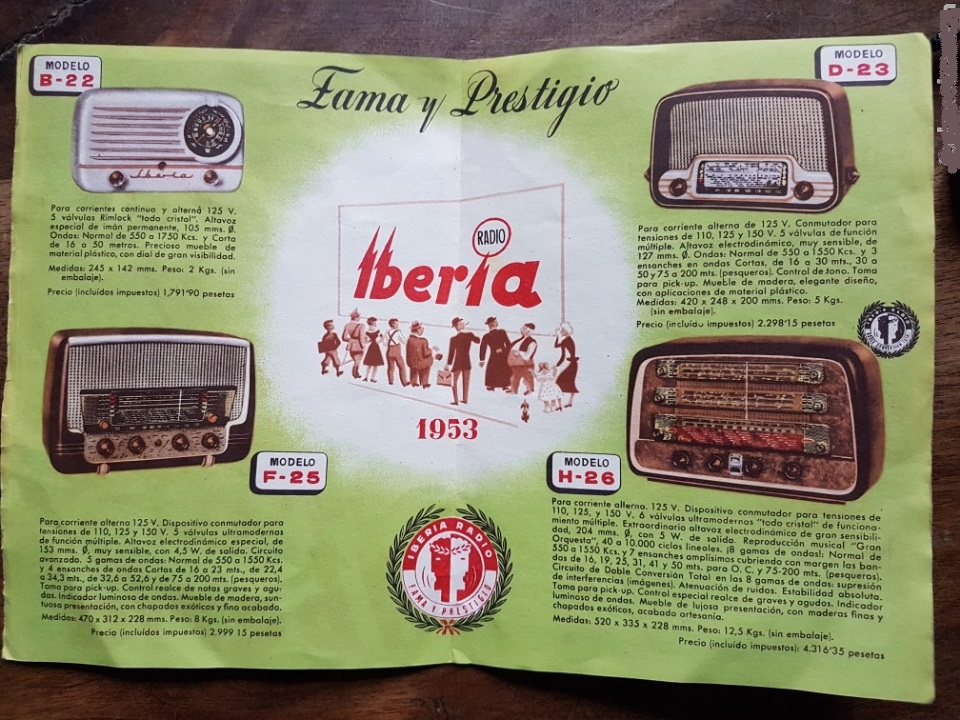 MODELO
B-22
Fama y Prestigio
MODELO
D-23
Iberia
Para corrientes continua y alterna 125 V.
5 válvulas Rimlock "todo cristal". Altavoz
especial de imán permanente, 105 mms. Ø.
Ondas: Normal de 550 a 1750 Kcs. y Corta
de 16 a 50 metros. Precioso mueble de
material plástico, con dial de gran visibilidad.
Medidas: 245 x 142 mms. Peso: 2 Kgs. (sin
embalaje).
Precio (incluídos impuestos) 1,791'90 pesetas
RADIO
Iberia
1953
Para corriente alterna de 125 V. Conmutador para
tensiones de 110, 125 y 150 V. 5 válvulas de función
múltiple. Altavoz electrodinámico, muy sensible, de
127 mms. Ø. Ondas: Normal de 550 a 1550 Kcs. y 3
ensanches en ondas Cortas, de 16 a 30 mts., 30 a
50 y 75 a 200 mts. (pesqueros). Control de tono. Toma
para pick-up. Mueble de madera, elegante diseño,
con aplicaciones de material plástico.
Medidas: 420 x 248 x 200 mms. Peso: 5 Kgs.
(sin embalaje).
Precio (incluído impuestos) 2.298'15 pesetas
MODELO
F-25
MODELO
H-26
Para corriente alterna 125 V. Dispositivo conmutador para
tensiones de 110, 125 y 150 V. 5 válvulas ultramodernas
de función múltiple. Altavoz electrodinámico especial, de
153 mms. Ø, muy sensible, con 4,5 W. de salida. Circuito
avanzado. 5 gamas de ondas: Normal de 550 a 1550 Kcs.
y 4 ensanches de ondas Cortas de 16 a 23 mts., de 22,4
a 34,3 mts., de 32,6 a 52,6 y de 75 a 200 mts. (pesqueros).
Toma para pick-up. Control realce de notas graves y agu-
das. Indicador luminoso de ondas. Mueble de madera, sun-
tuosa presentación, con chapados exóticos y fino acabado.
Medidas: 470 x 312 x 228 mms. Peso: 8 Kgs. (sin embalaje).
Precio (incluído impuestos) 2.999 15 pesetas
IBERIA RADIO
FAMA Y PRESTIGIO
Para corriente alterna. 125 V. Dispositivo conmutador para tensiones de
110, 125, y 150 V. 6 válvulas ultramodernas "todo cristal" de funciona-
miento múltiple. Extraordinario altavoz electrodinámico de gran sensibili-
dad, 204 mms. Ø, con 5 W. de salida. Reproducción musical "Gran
Orquesta", 40 a 10.000 ciclos lineales. (8 gamas de ondas): Normal de
550 a 1550 Kcs. y 7 ensanches amplísimos cubriendo con margen las ban-
das de 16, 19, 25, 31, 41 y 50 mts. para O. C. y 75-200 mts. (pesqueros).
Circuito de Doble Conversión Total en las 8 gamas de ondas: supresión
de interferencias (imágenes). Atenuación de ruidos. Estabilidad absoluta.
Toma para pick-up. Control especial realce de graves y agudos. Indicador
luminoso de ondas. Mueble de lujosa presentación, con maderas finas y
chapados exóticos, acabado artesanía.
Medidas: 520 x 335 x 228 mms. Peso: 12,5 Kgs. (sin embalaje).
Precio (incluído impuestos): 4.316'35 pesetas